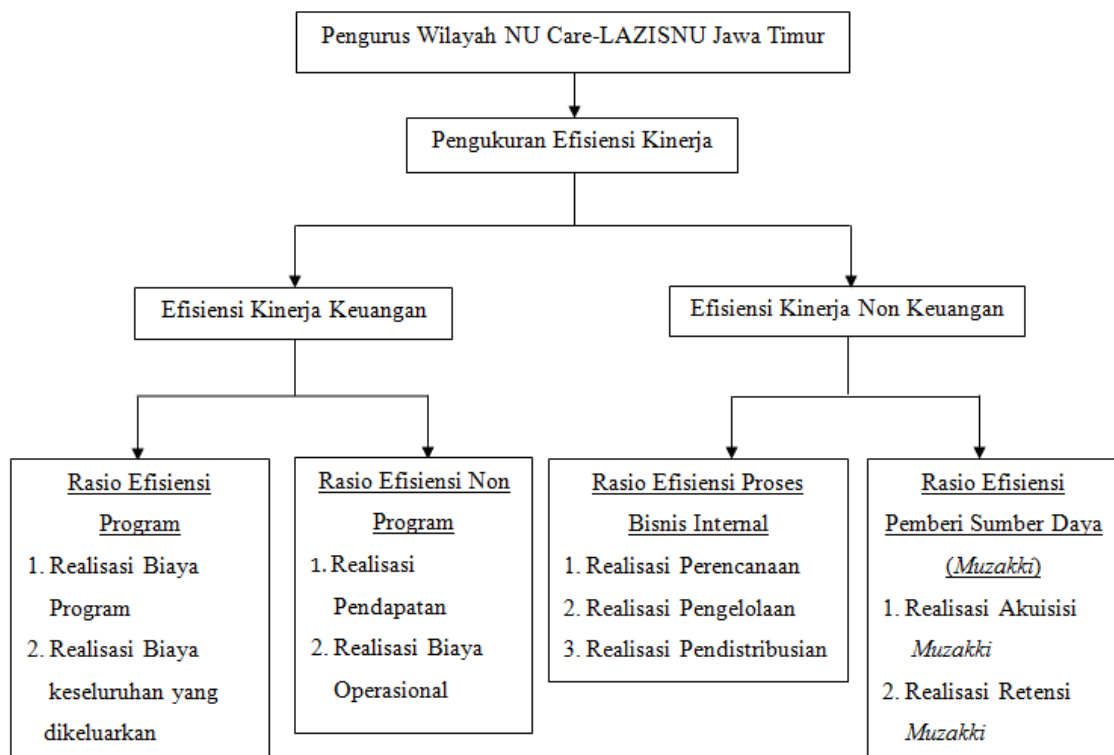 Pengurus Wilayah NU Care-LAZISNU Jawa Timur
Pengukuran Efisiensi Kinerja
Efisiensi Kinerja Keuangan
Efisiensi Kinerja Non Keuangan
Rasio Efisiensi
Program
1. Realisasi Biaya
Program
2. Realisasi Biaya
keseluruhan yang
dikeluarkan
Rasio Efisiensi Non
Program
1. Realisasi
Pendapatan
2. Realisasi Biaya
Operasional
Rasio Efisiensi Proses
Bisnis Internal
1. Realisasi Perencanaan
2. Realisasi Pengelolaan
3. Realisasi Pendistribusian
Rasio Efisiensi
Pemberi Sumber Daya
(Muzakki)
1. Realisasi Akuisisi
Muzakki
2. Realisasi Retensi
Muzakki